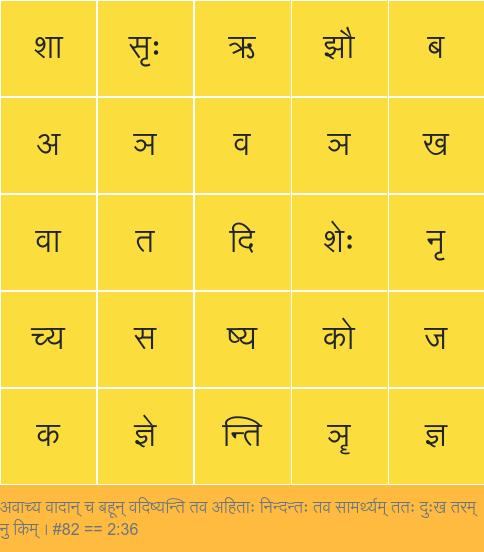 शा सृः ऋ झौ ब
अ ञ व ञ ख
वा त दि शेः नृ
च्य स ष्य को ज
क ज्ञे न्ति ञॄ ज्ञ
अवाच्य वादान् च बहून् वदिष्यन्ति तव अहिताः निन्दन्तः तव सामर्थ्यम् ततः दुःख तरम्
नु किम् । #82 == 2:36